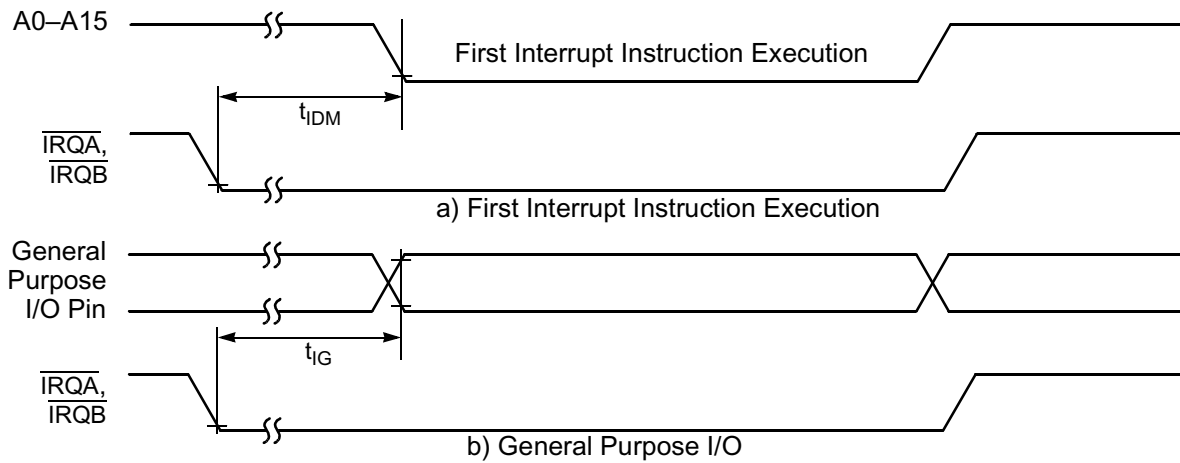 A0–A15
First Interrupt Instruction Execution
tIDM
IRQA,
IRQB
a) First Interrupt Instruction Execution
General
Purpose
I/O Pin
tIG
IRQA,
IRQB
b) General Purpose I/O